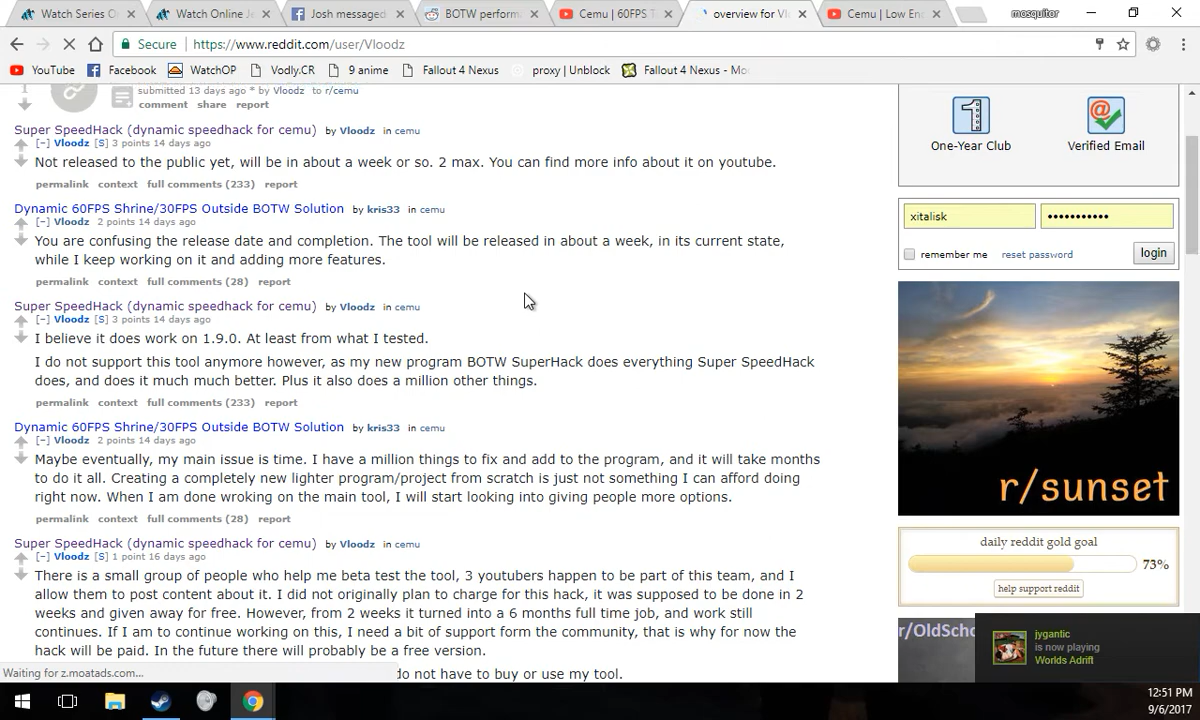 Watch Series O
Watch Online Je
Josh messaged
BOTW perform
Cemu | 60FPS T
overview for Vl
Cemu | Low En
mosquitor
Secure
https://www.reddit.com/user/Vloodz
YouTube
Facebook
WatchOP
Vodly.CR
9 anime
Fallout 4 Nexus
proxy | Unblock
Fallout 4 Nexus - Mo
submitted 13 days ago * by Vloodz to r/cemu
comment share report
Super SpeedHack (dynamic speedhack for cemu) by Vloodz in cemu
[-] Vloodz [S] 3 points 14 days ago
Not released to the public yet, will be in about a week or so. 2 max. You can find more info about it on youtube.
permalink context full comments (233) report
Dynamic 60FPS Shrine/30FPS Outside BOTW Solution by kris33 in cemu
[-] Vloodz 2 points 14 days ago
You are confusing the release date and completion. The tool will be released in about a week, in its current state,
while I keep working on it and adding more features.
permalink context full comments (28) report
Super SpeedHack (dynamic speedhack for cemu) by Vloodz in cemu
[-] Vloodz [S] 3 points 14 days ago
I believe it does work on 1.9.0. At least from what I tested.
I do not support this tool anymore however, as my new program BOTW SuperHack does everything Super SpeedHack
does, and does it much much better. Plus it also does a million other things.
permalink context full comments (233) report
Dynamic 60FPS Shrine/30FPS Outside BOTW Solution by kris33 in cemu
[-] Vloodz 2 points 14 days ago
Maybe eventually, my main issue is time. I have a million things to fix and add to the program, and it will take months
to do it all. Creating a completely new lighter program/project from scratch is just not something I can afford doing
right now. When I am done wroking on the main tool, I will start looking into giving people more options.
permalink context full comments (28) report
Super SpeedHack (dynamic speedhack for cemu) by Vloodz in cemu
[-] Vloodz [S] 1 point 16 days ago
There is a small group of people who help me beta test the tool, 3 youtubers happen to be part of this team, and I
allow them to post content about it. I did not originally plan to charge for this hack, it was supposed to be done in 2
weeks and given away for free. However, from 2 weeks it turned into a 6 months full time job, and work still
continues. If I am to continue working on this, I need a bit of support form the community, that is why for now the
hack will be paid. In the future there will probably be a free version.
do not have to buy or use my tool.
Waiting for z.moatads.com...
One-Year Club
Verified Email
xitalisk
•••••••••••
remember me
reset password
login
r/sunset
daily reddit gold goal
73%
help support reddit
r/OldScho
jygantic
is now playing
Worlds Adrift
12:51 PM
9/6/2017